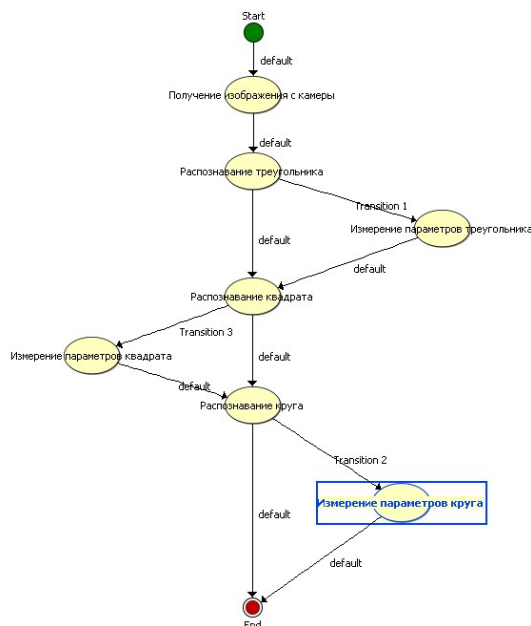 Start
default
Получение изображения с камеры
default
Распознавание треугольника
Transition 1
Измерение параметров треугольника
default
default
Распознавание квадрата
Transition 3
default
Измерение параметров квадрата
default
Распознавание круга
Transition 2
Измерение параметров круга
default
default
End